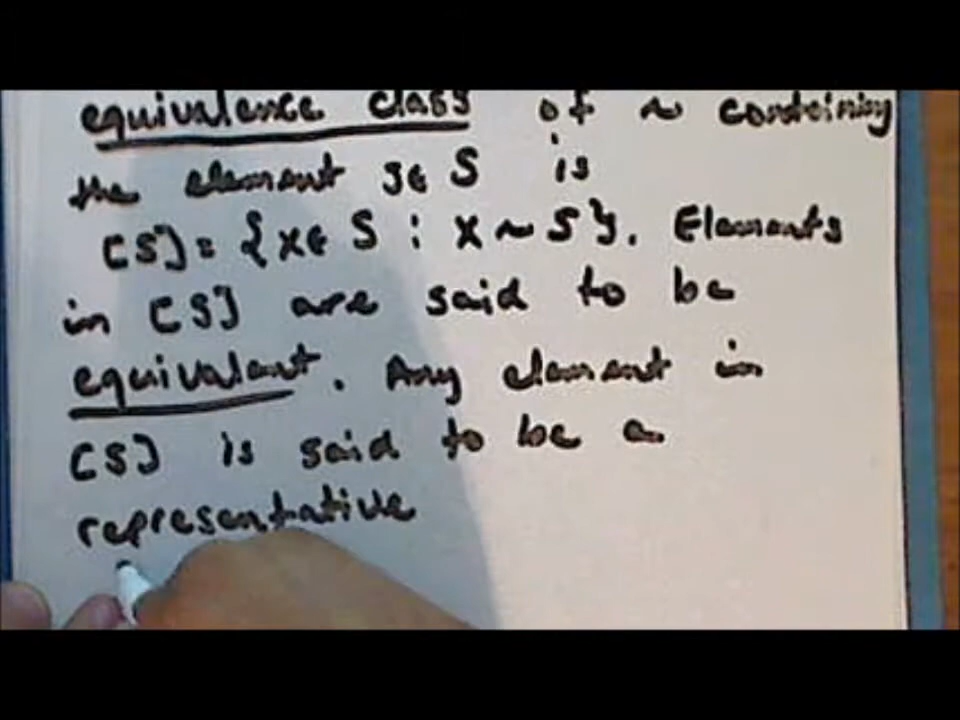 equivalence class of ~ containing
the element s∈ S is
[S] = {x∈ S : x ~ S}. Elements
in [S] are said to be
equivalent. Any element in
[S] is said to be a
representative